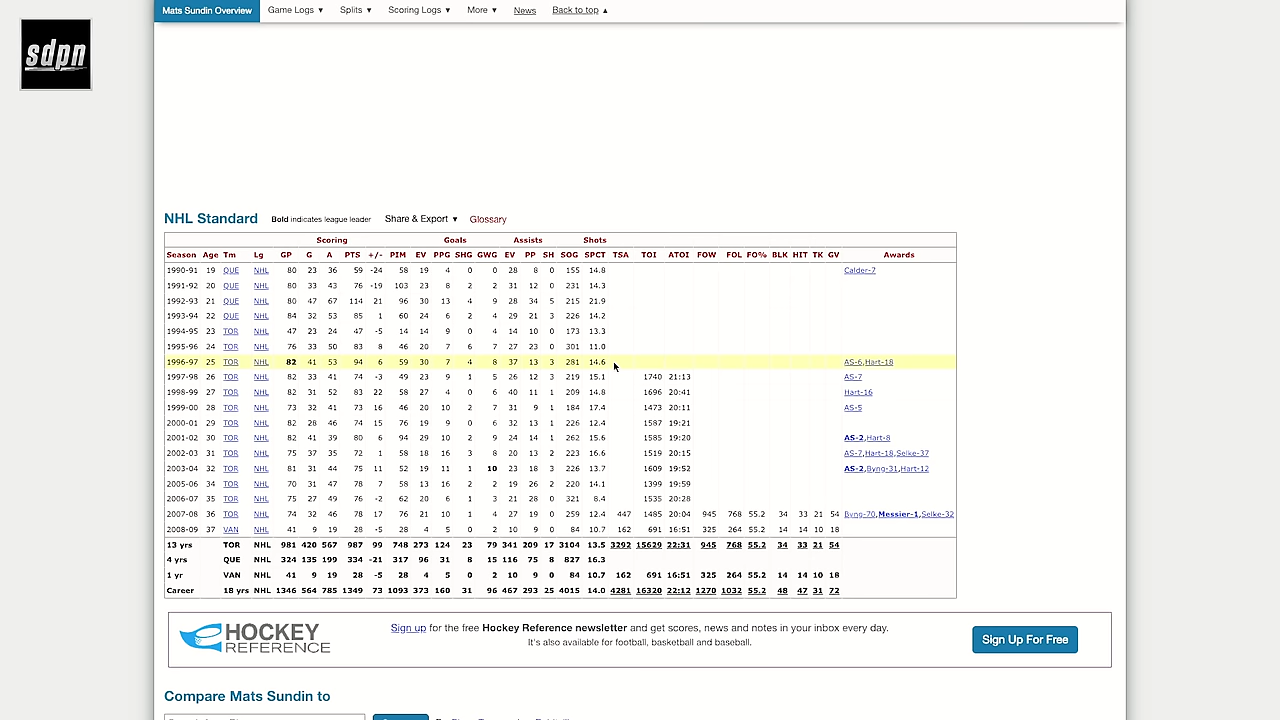 Mats Sundin Overview Game Logs ▼ Splits ▼ Scoring Logs ▼ More ▼ News Back to top ▲
sdpn
NHL Standard Bold indicates league leader Share & Export ▼ Glossary
Scoring Goals Assists Shots
Season Age Tm Lg GP G A PTS +/- PIM EV PPG SHG GWG EV PP SH SOG SPCT TSA TOI ATOI FOW FOL FO% BLK HIT TK GV Awards
1990-91 19 QUE NHL 80 23 36 59 -24 58 19 4 0 0 28 8 0 155 14.8 Calder-7
1991-92 20 QUE NHL 80 33 43 76 -19 103 23 8 2 2 31 12 0 231 14.3
1992-93 21 QUE NHL 80 47 67 114 21 96 30 13 4 9 28 34 5 215 21.9
1993-94 22 QUE NHL 84 32 53 85 1 60 24 6 2 4 29 21 3 226 14.2
1994-95 23 TOR NHL 47 23 24 47 -5 14 14 9 0 4 14 10 0 173 13.3
1995-96 24 TOR NHL 76 33 50 83 8 46 20 7 6 7 27 23 0 301 11.0
1996-97 25 TOR NHL 82 41 53 94 6 59 30 7 4 8 37 13 3 281 14.6 AS-6,Hart-18
1997-98 26 TOR NHL 82 33 41 74 -3 49 23 9 1 5 26 12 3 219 15.1 1740 21:13 AS-7
1998-99 27 TOR NHL 82 31 52 83 22 58 27 4 0 6 40 11 1 209 14.8 1696 20:41 Hart-16
1999-00 28 TOR NHL 73 32 41 73 16 46 20 10 2 7 31 9 1 184 17.4 1473 20:11 AS-5
2000-01 29 TOR NHL 82 28 46 74 15 76 19 9 0 6 32 13 1 226 12.4 1587 19:21
2001-02 30 TOR NHL 82 41 39 80 6 94 29 10 2 9 24 14 1 262 15.6 1585 19:20 AS-2,Hart-8
2002-03 31 TOR NHL 75 37 35 72 1 58 18 16 3 8 20 13 2 223 16.6 1519 20:15 AS-7,Hart-18,Selke-37
2003-04 32 TOR NHL 81 31 44 75 11 52 19 11 1 10 23 18 3 226 13.7 1609 19:52 AS-2,Byng-31,Hart-12
2005-06 34 TOR NHL 70 31 47 78 7 58 13 16 2 2 19 26 2 220 14.1 1399 19:59
2006-07 35 TOR NHL 75 27 49 76 -2 62 20 6 1 3 21 28 0 321 8.4 1535 20:28
2007-08 36 TOR NHL 74 32 46 78 17 76 21 10 1 4 27 19 0 259 12.4 447 1485 20:04 945 768 55.2 34 33 21 54 Byng-70,Messier-1,Selke-32
2008-09 37 VAN NHL 41 9 19 28 -5 28 4 5 0 2 10 9 0 84 10.7 162 691 16:51 325 264 55.2 14 14 10 18
13 yrs TOR NHL 981 420 567 987 99 748 273 124 23 79 341 209 17 3104 13.5 3292 15629 22:31 945 768 55.2 34 33 21 54
4 yrs QUE NHL 324 135 199 334 -21 317 96 31 8 15 116 75 8 827 16.3
1 yr VAN NHL 41 9 19 28 -5 28 4 5 0 2 10 9 0 84 10.7 162 691 16:51 325 264 55.2 14 14 10 18
Career 18 yrs NHL 1346 564 785 1349 73 1093 373 160 31 96 467 293 25 4015 14.0 4281 16320 22:12 1270 1032 55.2 48 47 31 72
HOCKEY REFERENCE
Sign up for the free Hockey Reference newsletter and get scores, news and notes in your inbox every day.
It's also available for football, basketball and baseball.
Sign Up For Free
Compare Mats Sundin to